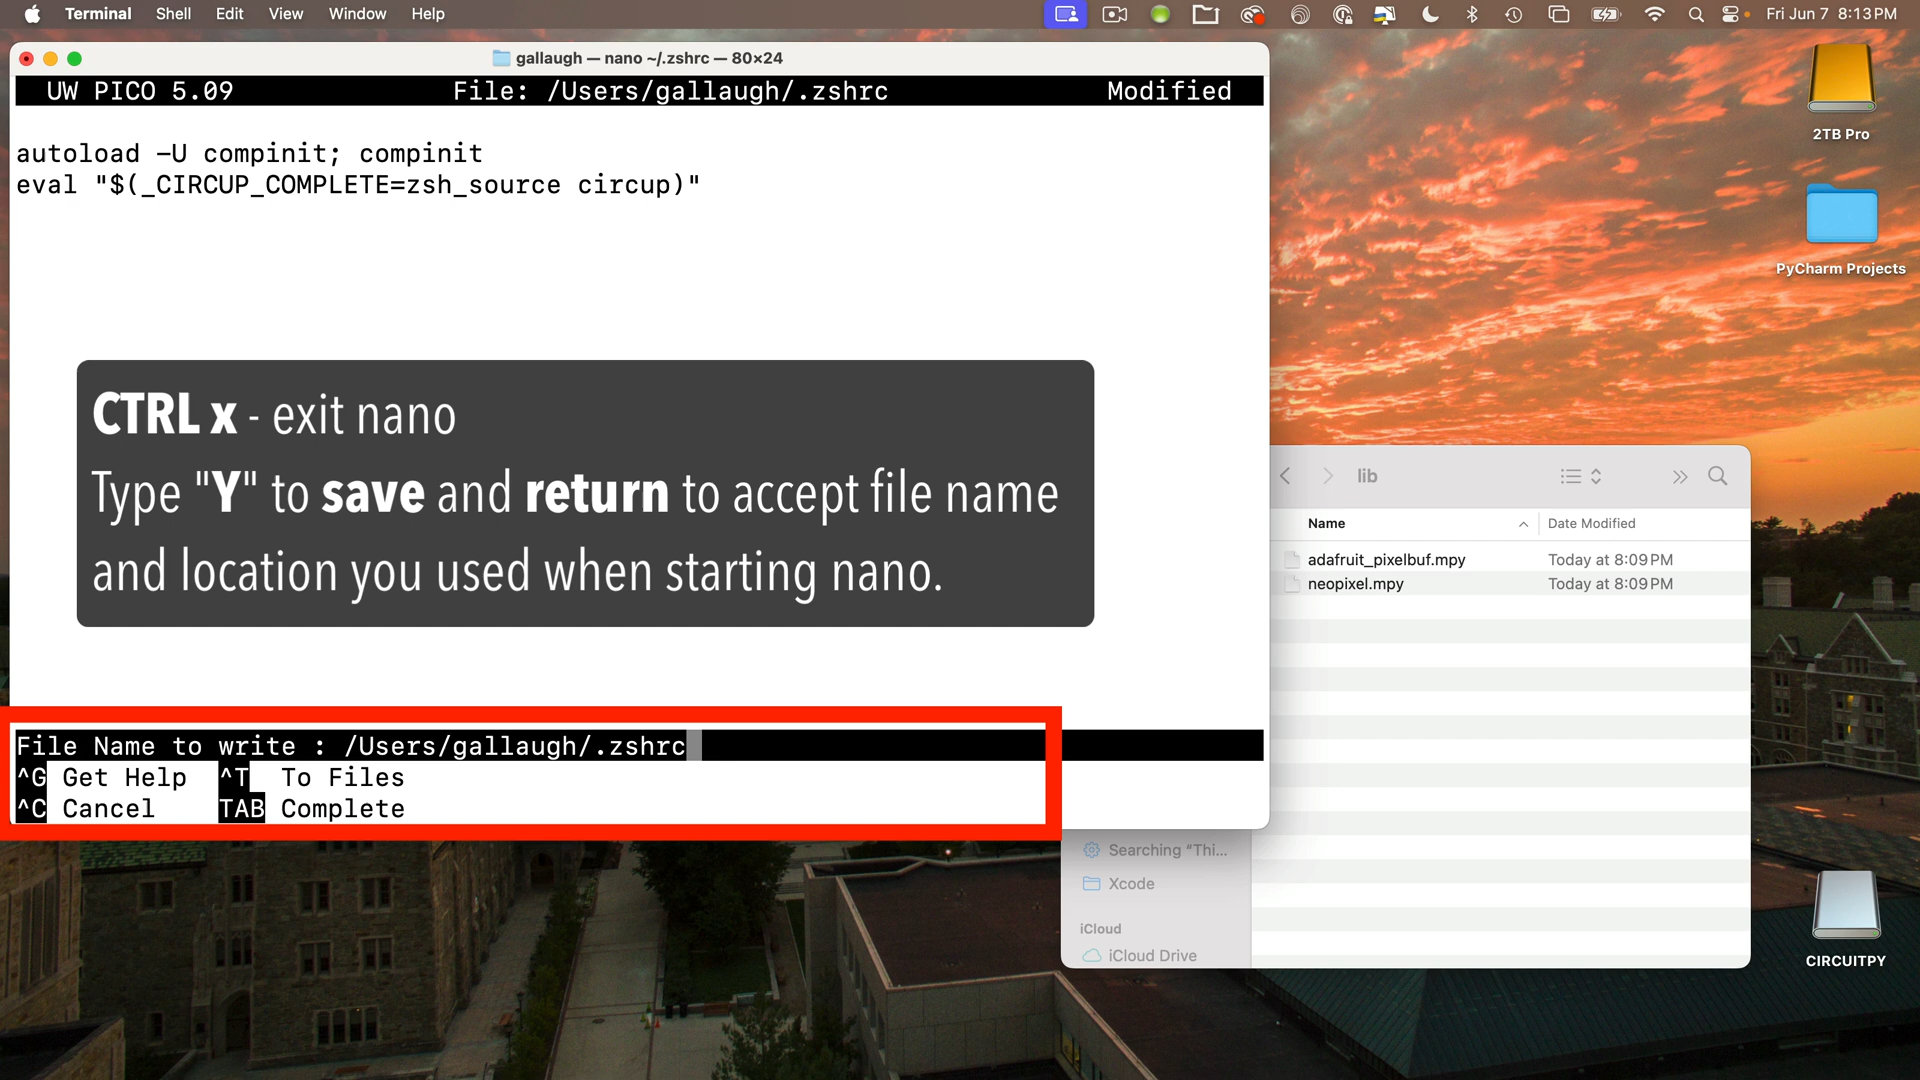 Terminal Shell Edit View Window Help
Fri Jun 7 8:13 PM
gallaugh — nano ~/.zshrc — 80×24
UW PICO 5.09 File: /Users/gallaugh/.zshrc Modified
autoload -U compinit; compinit
eval "$(_CIRCUP_COMPLETE=zsh_source circup)"
CTRL x - exit nano
Type "Y" to save and return to accept file name
and location you used when starting nano.
File Name to write : /Users/gallaugh/.zshrc
^G Get Help ^T To Files
^C Cancel TAB Complete
2TB Pro
PyCharm Projects
lib
Name Date Modified
adafruit_pixelbuf.mpy Today at 8:09 PM
neopixel.mpy Today at 8:09 PM
Searching “Thi...
Xcode
iCloud
iCloud Drive
CIRCUITPY